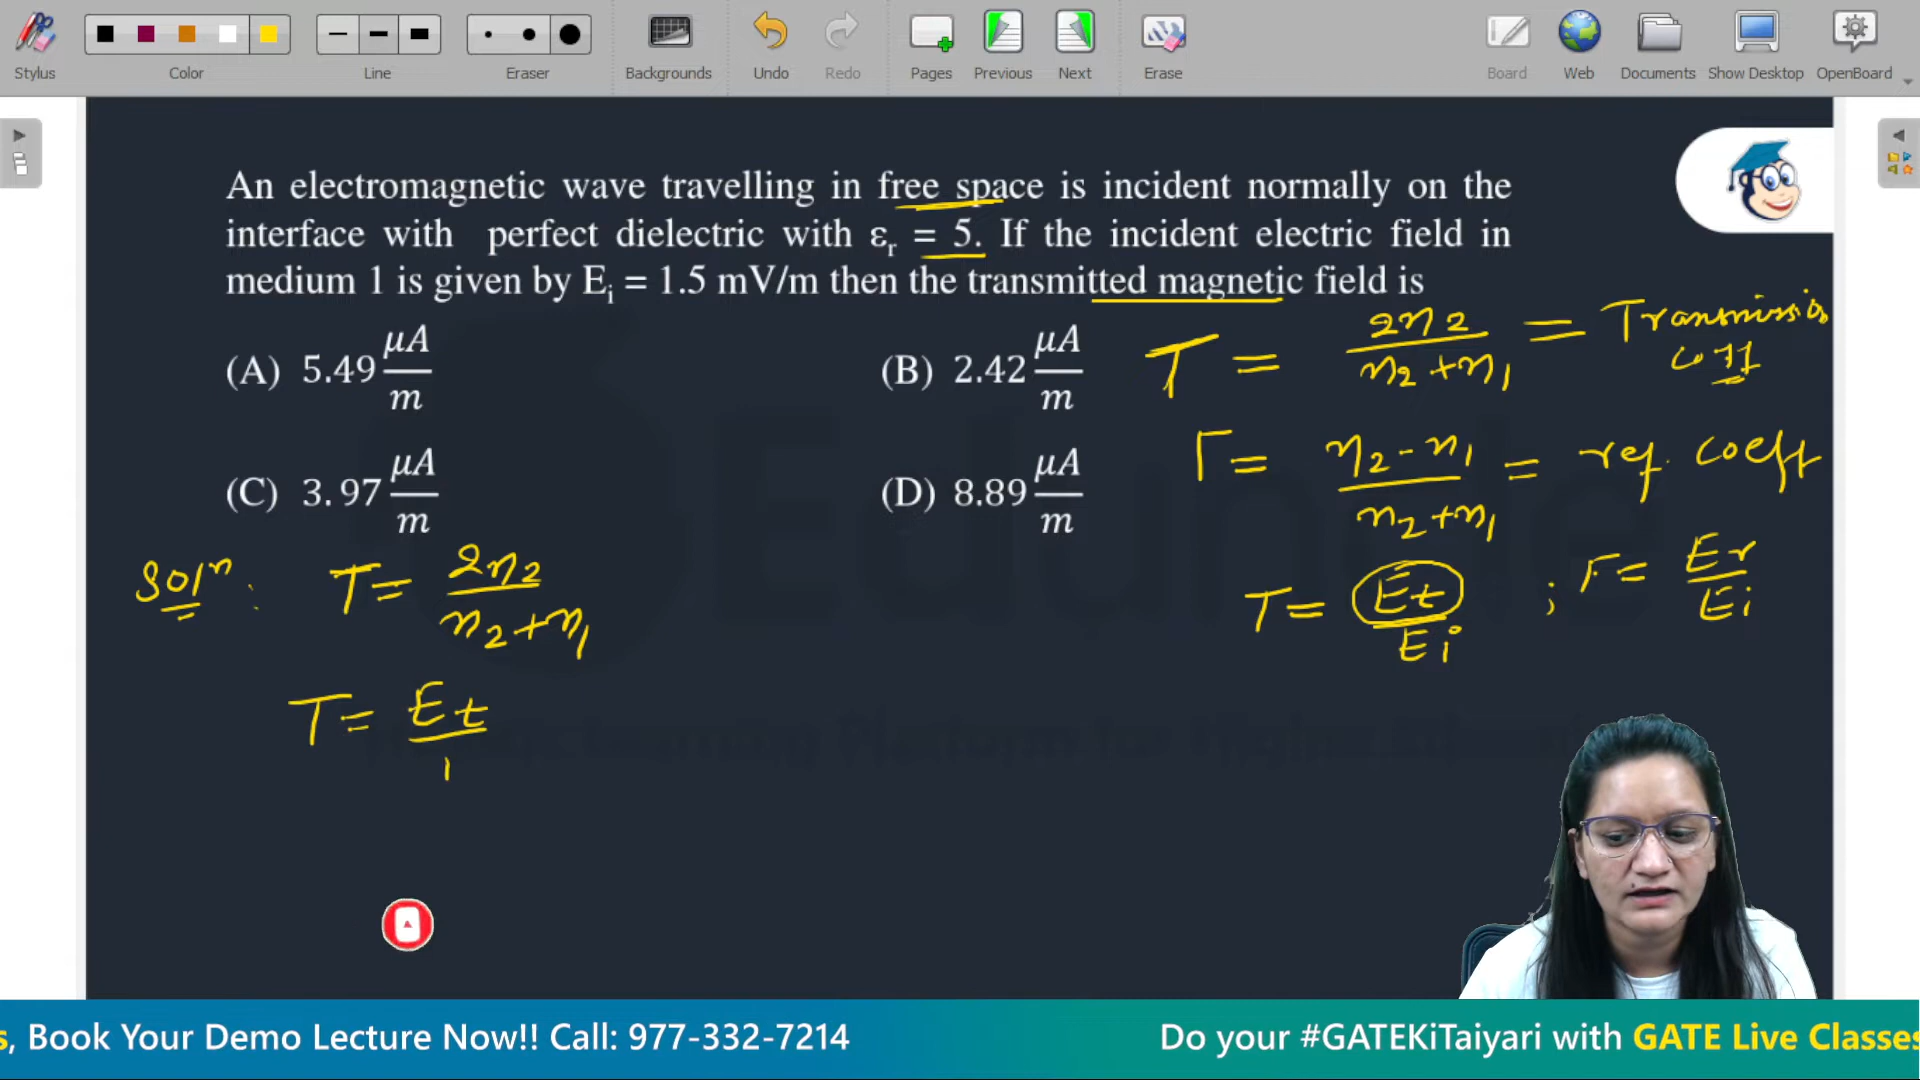 Stylus
Color
Line
Eraser
Backgrounds
Undo
Redo
Pages
Previous
Next
Erase
Board
Web
Documents
Show Desktop
OpenBoard
An electromagnetic wave travelling in free space is incident normally on the
interface with perfect dielectric with εr = 5. If the incident electric field in
medium 1 is given by Ei = 1.5 mV/m then the transmitted magnetic field is
(A) 5.49 μA/m
(B) 2.42 μA/m
(C) 3.97 μA/m
(D) 8.89 μA/m
T = 2η2/(η2+η1) = Transmission
coff
Γ = (η2-η1)/(η2+η1) = ref. coeff
T = Et/Ei ; Γ = Er/Ei
Solⁿ: T = 2η2/(η2+η1)
T = Et/
s, Book Your Demo Lecture Now!! Call: 977-332-7214
Do your #GATEKiTaiyari with GATE Live Classes